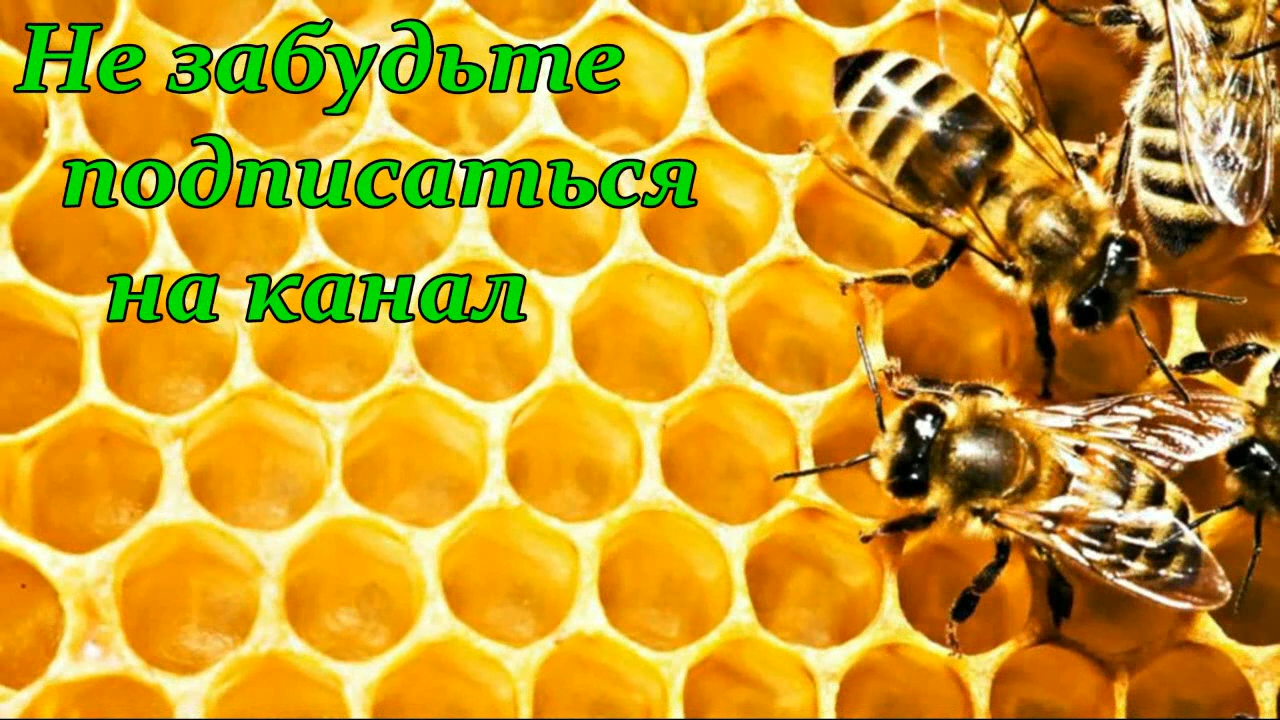 Не забудьте
подписаться
на канал